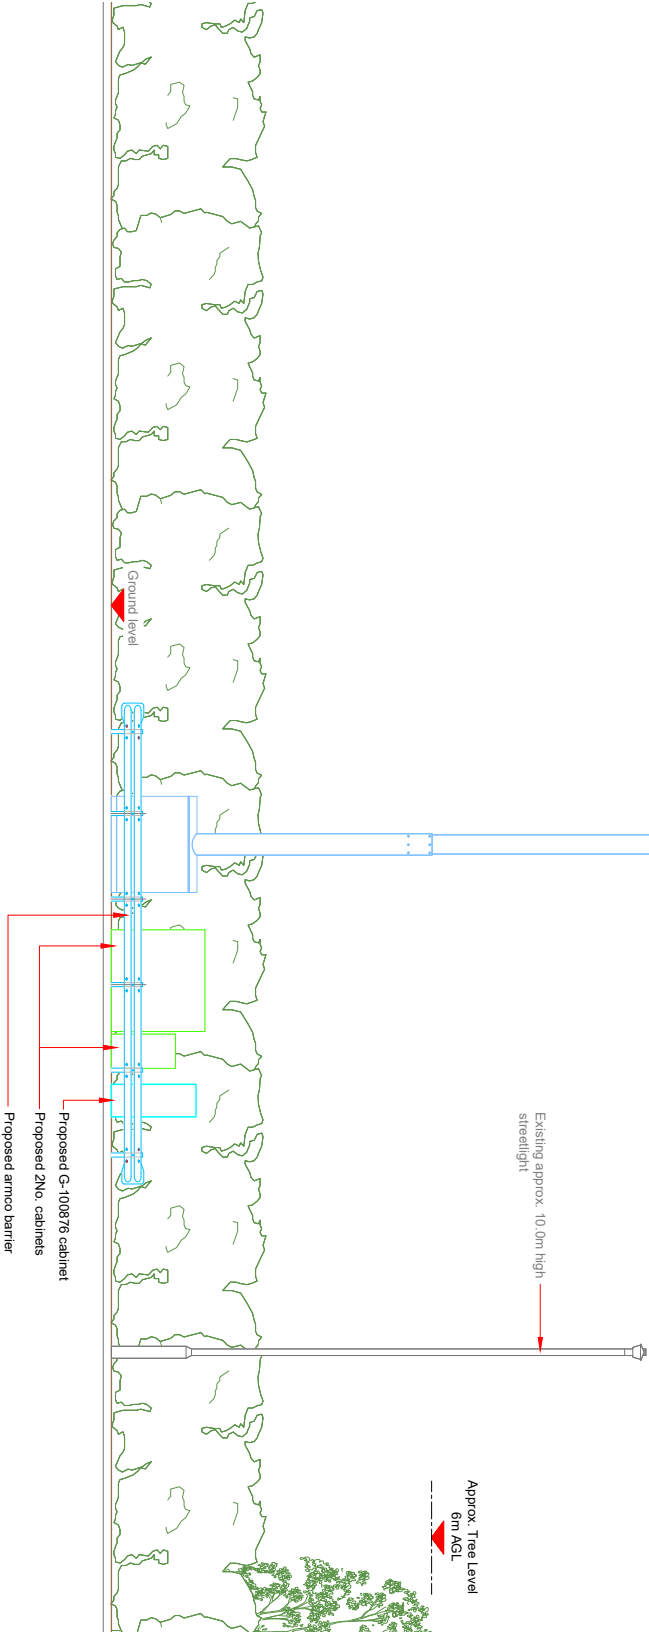 Approx. Tree Level
6m AGL
Existing approx. 10.0m high
streetlight
Ground level
Proposed G-100876 cabinet
Proposed 2No. cabinets
Proposed armco barrier